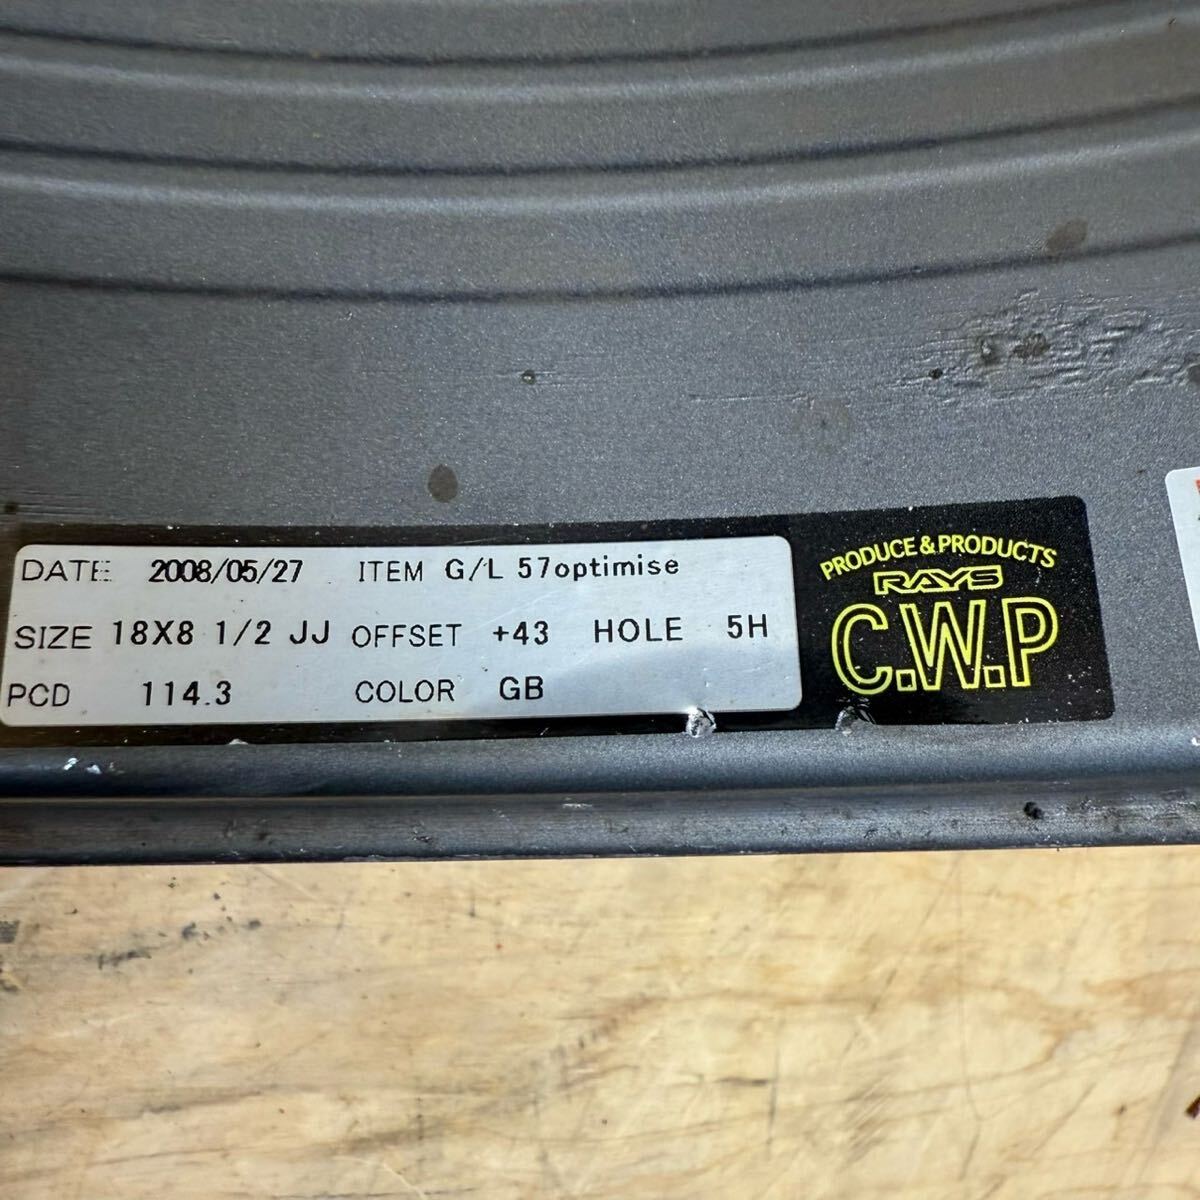 DATE 2008/05/27 ITEM G/L 57optimise
SIZE 18X8 1/2 JJ OFFSET +43 HOLE 5H
PCD 114.3 COLOR GB
PRODUCE & PRODUCTS
RAYS
C.W.P